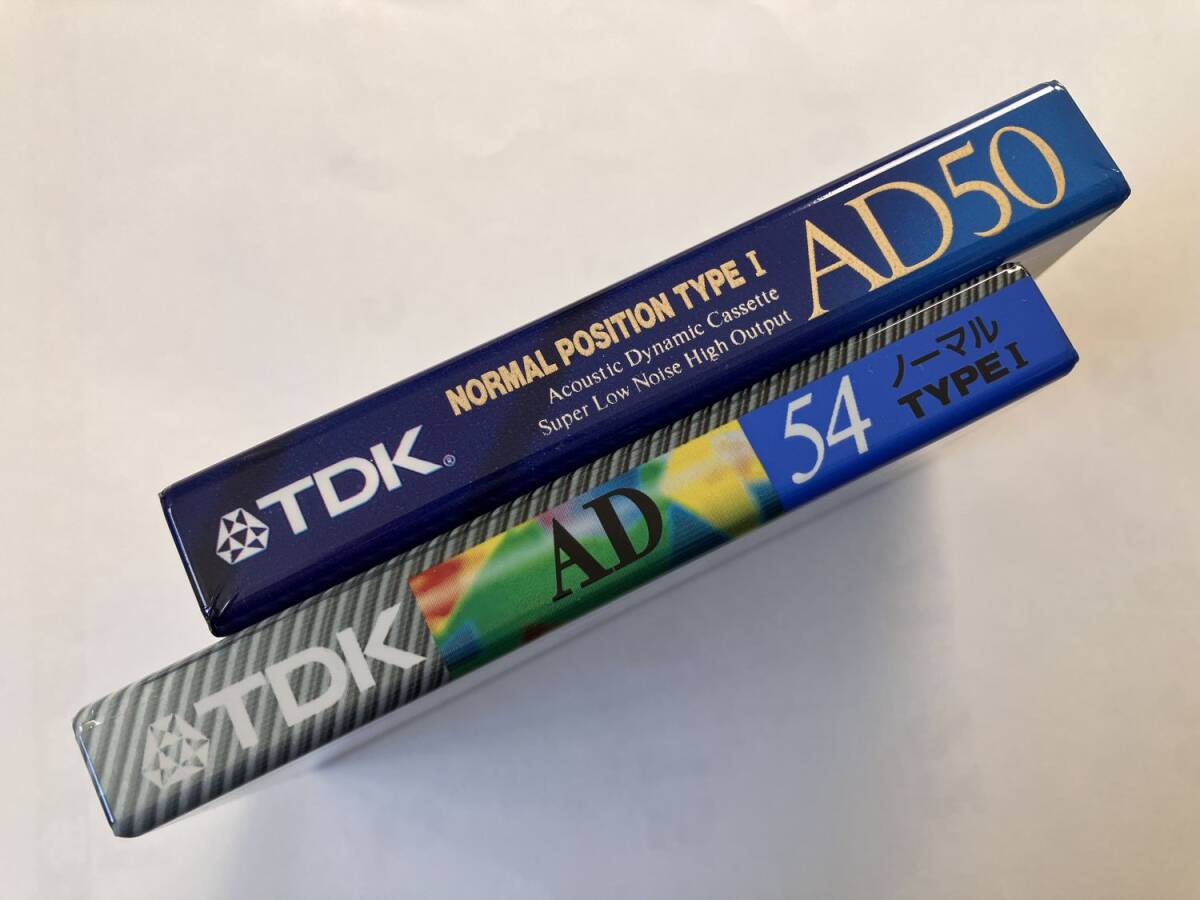 TDK®
NORMAL POSITION TYPE I
Acoustic Dynamic Cassette
Super Low Noise High Output
AD50
TDK
AD
54
ノーマル
TYPE I